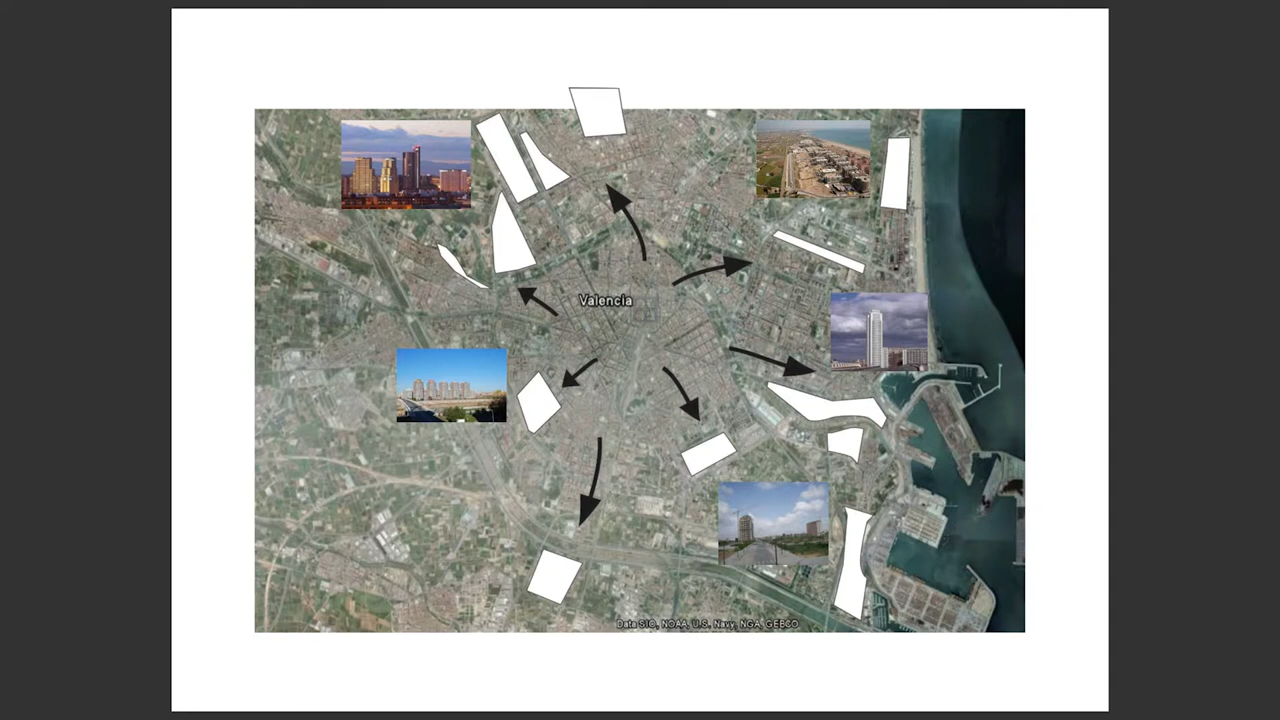 Valencia
Data SIO, NOAA, U.S. Navy, NGA, GEBCO